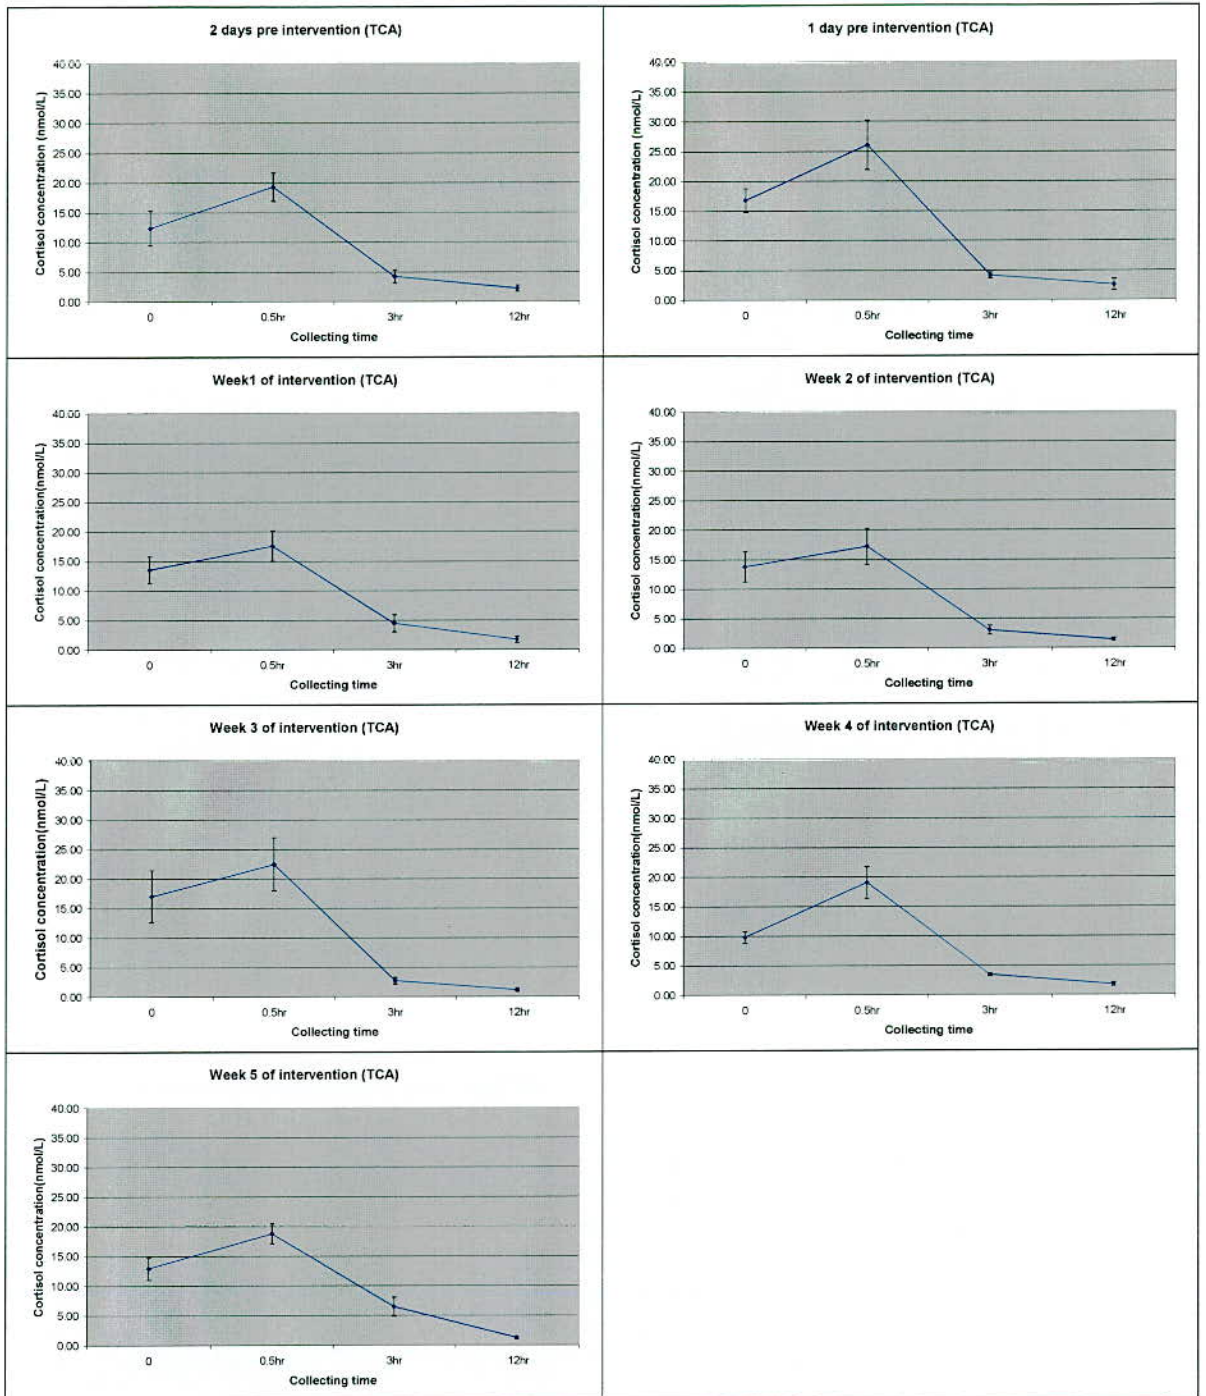 2 days pre intervention (TCA)
Cortisol concentration (nmol/L)
40.00
35.00
30.00
25.00
20.00
15.00
10.00
5.00
0.00
0 0.5hr 3hr 12hr
Collecting time
1 day pre intervention (TCA)
Cortisol concentration (nmol/L)
40.00
35.00
30.00
25.00
20.00
15.00
10.00
5.00
0.00
0 0.5hr 3hr 12hr
Collecting time
Week1 of intervention (TCA)
Cortisol concentration(nmol/L)
40.00
35.00
30.00
25.00
20.00
15.00
10.00
5.00
0.00
0 0.5hr 3hr 12hr
Collecting time
Week 2 of intervention (TCA)
Cortisol concentration(nmol/L)
40.00
35.00
30.00
25.00
20.00
15.00
10.00
5.00
0.00
0 0.5hr 3hr 12hr
Collecting time
Week 3 of intervention (TCA)
Cortisol concentration(nmol/L)
40.00
35.00
30.00
25.00
20.00
15.00
10.00
5.00
0.00
0 0.5hr 3hr 12hr
Collecting time
Week 4 of intervention (TCA)
Cortisol concentration(nmol/L)
40.00
35.00
30.00
25.00
20.00
15.00
10.00
5.00
0.00
0 0.5hr 3hr 12hr
Collecting time
Week 5 of intervention (TCA)
Cortisol concentration(nmol/L)
40.00
35.00
30.00
25.00
20.00
15.00
10.00
5.00
0.00
0 0.5hr 3hr 12hr
Collecting time